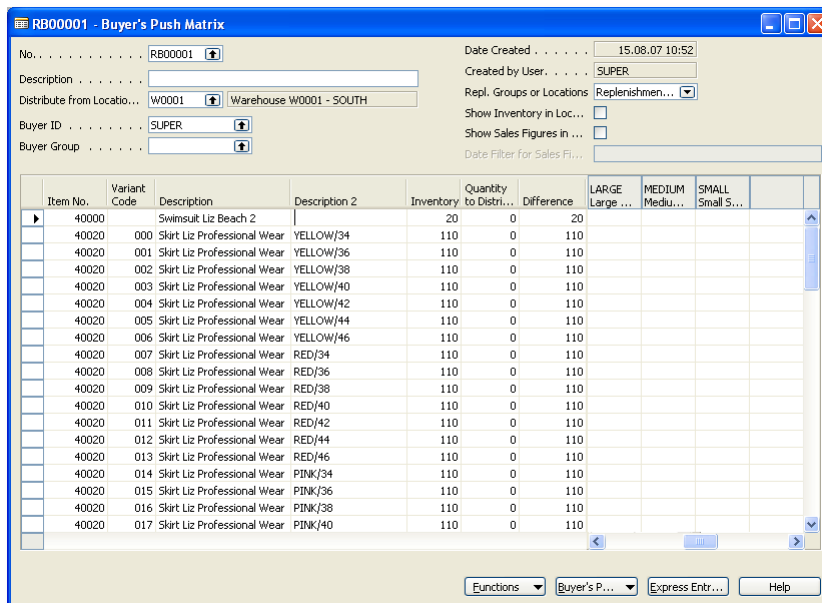 RB00001 - Buyer's Push Matrix
No. . . . . . . . . . . . . RB00001
Description . . . . . . .
Distribute from Locatio... W0001 Warehouse W0001 - SOUTH
Buyer ID . . . . . . . . SUPER
Buyer Group . . . . . .
Date Created . . . . . . 15.08.07 10:52
Created by User. . . . . SUPER
Repl. Groups or Locations Replenishmen...
Show Inventory in Loc...
Show Sales Figures in ...
Date Filter for Sales Fi...
Item No. Variant Code Description Description 2 Inventory Quantity to Distri... Difference LARGE Large ... MEDIUM Mediu... SMALL Small S...
40000 Swimsuit Liz Beach 2 20 0 20
40020 000 Skirt Liz Professional Wear YELLOW/34 110 0 110
40020 001 Skirt Liz Professional Wear YELLOW/36 110 0 110
40020 002 Skirt Liz Professional Wear YELLOW/38 110 0 110
40020 003 Skirt Liz Professional Wear YELLOW/40 110 0 110
40020 004 Skirt Liz Professional Wear YELLOW/42 110 0 110
40020 005 Skirt Liz Professional Wear YELLOW/44 110 0 110
40020 006 Skirt Liz Professional Wear YELLOW/46 110 0 110
40020 007 Skirt Liz Professional Wear RED/34 110 0 110
40020 008 Skirt Liz Professional Wear RED/36 110 0 110
40020 009 Skirt Liz Professional Wear RED/38 110 0 110
40020 010 Skirt Liz Professional Wear RED/40 110 0 110
40020 011 Skirt Liz Professional Wear RED/42 110 0 110
40020 012 Skirt Liz Professional Wear RED/44 110 0 110
40020 013 Skirt Liz Professional Wear RED/46 110 0 110
40020 014 Skirt Liz Professional Wear PINK/34 110 0 110
40020 015 Skirt Liz Professional Wear PINK/36 110 0 110
40020 016 Skirt Liz Professional Wear PINK/38 110 0 110
40020 017 Skirt Liz Professional Wear PINK/40 110 0 110
Functions Buyer's P... Express Entr... Help